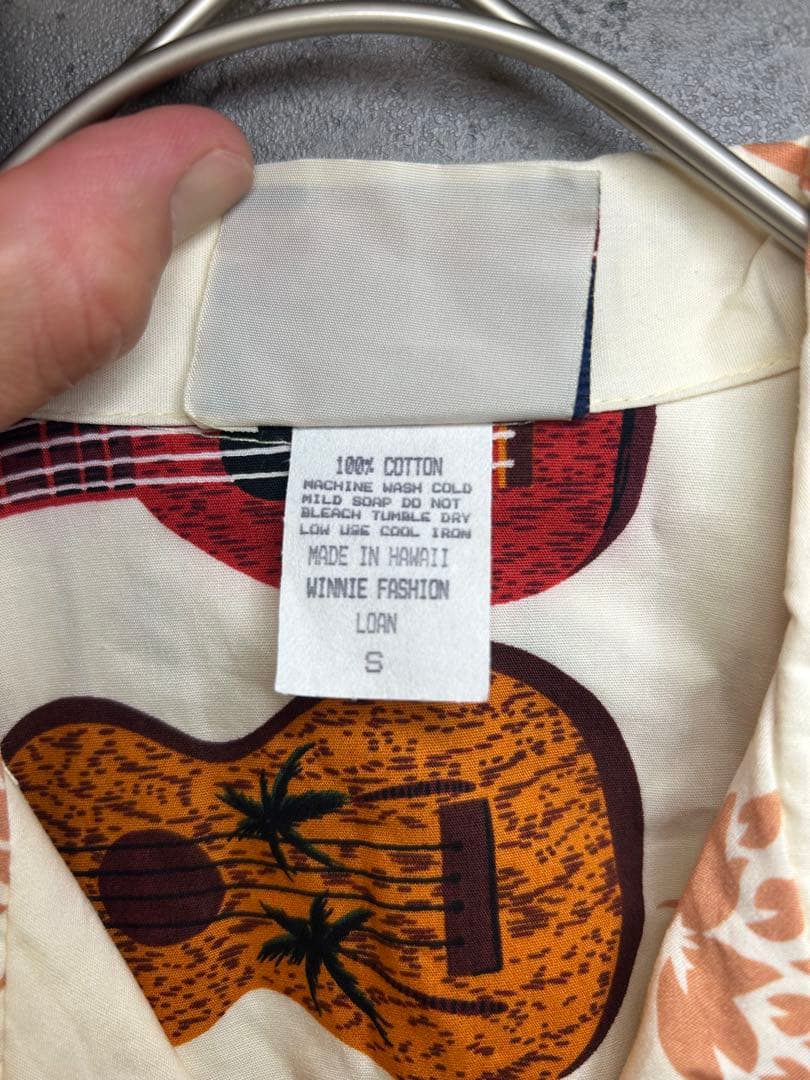 100% COTTON
MACHINE WASH COLD
MILD SOAP DO NOT
BLEACH TUMBLE DRY
LOW USE COOL IRON
MADE IN HAWAII
WINNIE FASHION
LOAN
S